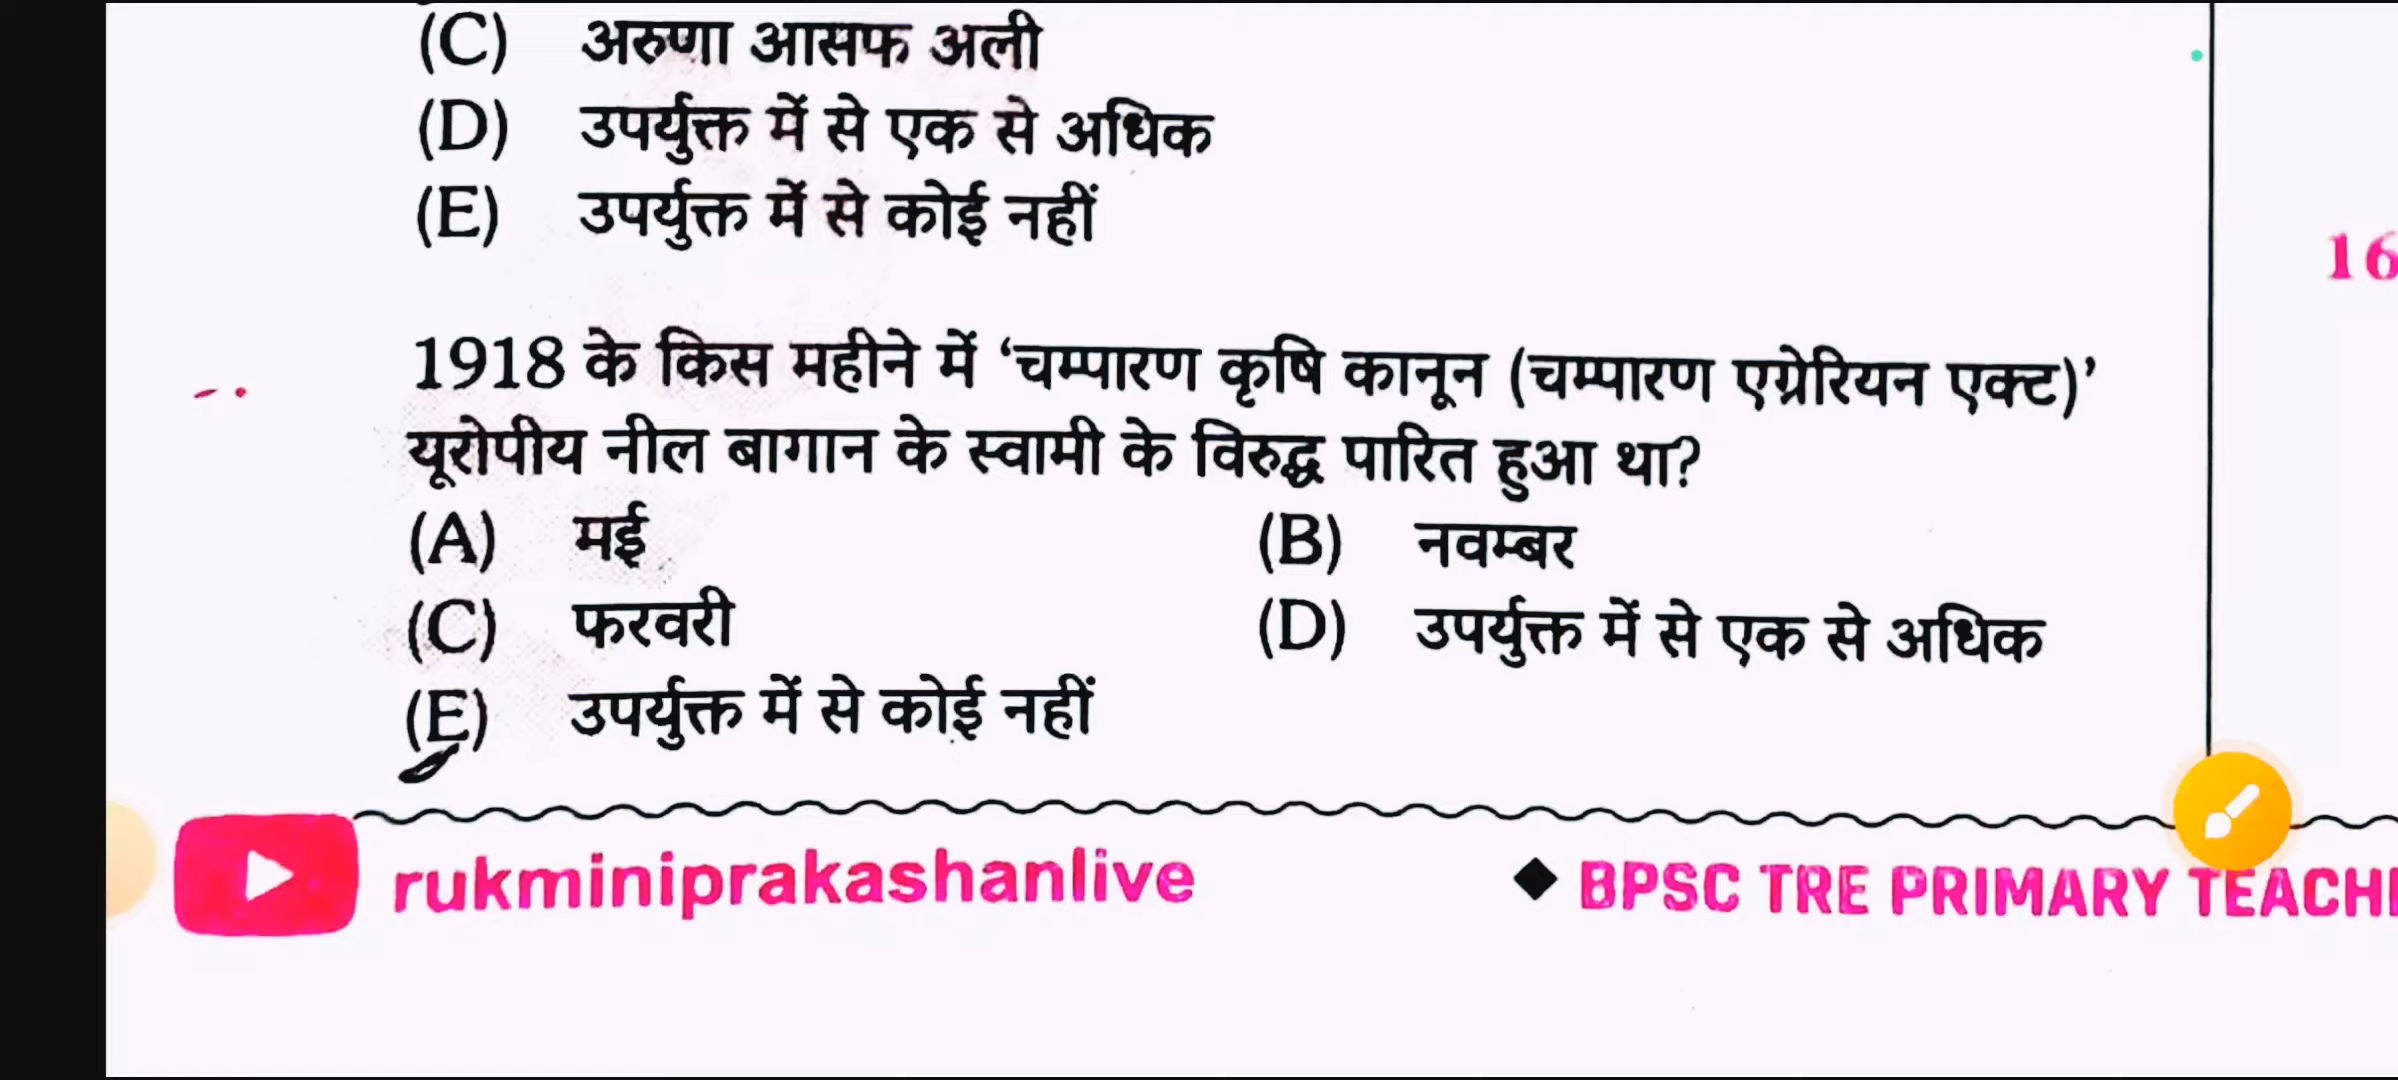 (C) अरुणा आसफ अली
(D) उपर्युक्त में से एक से अधिक
(E) उपर्युक्त में से कोई नहीं
16
1918 के किस महीने में ‘चम्पारण कृषि कानून (चम्पारण एग्रेरियन एक्ट)’
यूरोपीय नील बागान के स्वामी के विरुद्ध पारित हुआ था?
(A) मई (B) नवम्बर
(C) फरवरी (D) उपर्युक्त में से एक से अधिक
(E) उपर्युक्त में से कोई नहीं
rukminiprakashanlive ◆ BPSC TRE PRIMARY TEACH